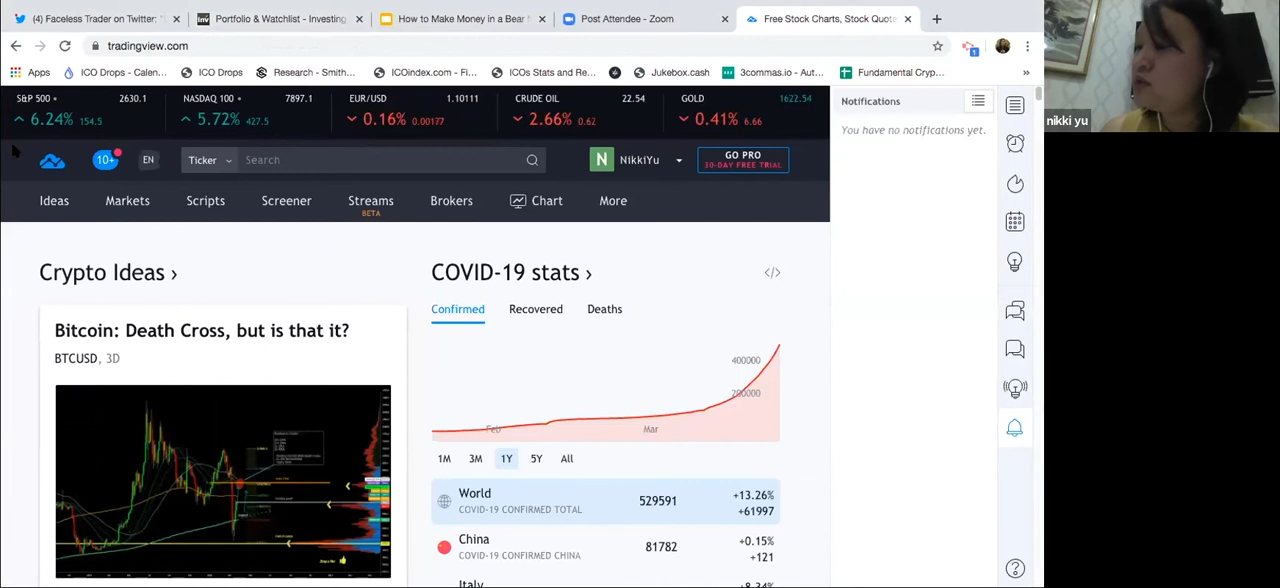 (4) Faceless Trader on Twitter: "
Portfolio & Watchlist - Investing
How to Make Money in a Bear
Post Attendee - Zoom
Free Stock Charts, Stock Quote
tradingview.com
Apps
ICO Drops - Calen...
ICO Drops
Research - Smith...
ICOindex.com - Fi...
ICOs Stats and Re...
Jukebox.cash
3commas.io - Aut...
Fundamental Cryp...
S&P 500
2630.1
6.24% 154.5
NASDAQ 100
7897.1
5.72% 427.5
EUR/USD
1.10111
0.16% 0.00177
CRUDE OIL
22.54
2.66% 0.62
GOLD
1622.54
0.41% 6.66
Notifications
You have no notifications yet.
nikki yu
10+
EN
Ticker
Search
N
NikkiYu
GO PRO
30-DAY FREE TRIAL
Ideas
Markets
Scripts
Screener
Streams
BETA
Brokers
Chart
More
Crypto Ideas ›
Bitcoin: Death Cross, but is that it?
BTCUSD, 3D
COVID-19 stats ›
Confirmed
Recovered
Deaths
400000
200000
Feb
Mar
1M
3M
1Y
5Y
All
World
COVID-19 CONFIRMED TOTAL
529591
+13.26%
+61997
China
COVID-19 CONFIRMED CHINA
81782
+0.15%
+121
Italy
+8.24%